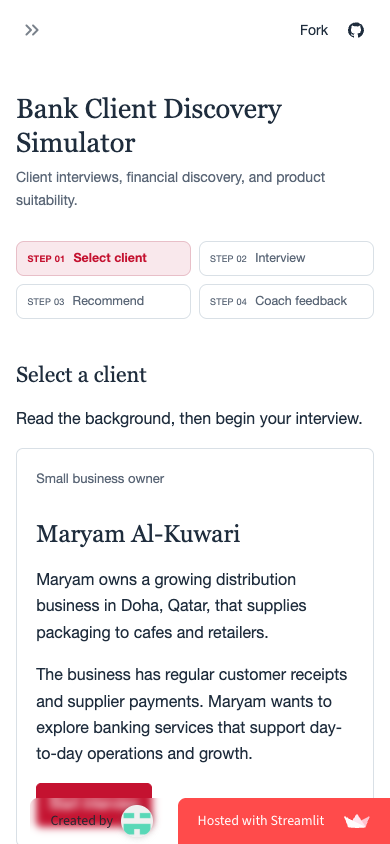 Fork
Bank Client Discovery
Simulator
Client interviews, financial discovery, and product
suitability.
STEP 01 Select client
STEP 02 Interview
STEP 03 Recommend
STEP 04 Coach feedback
Select a client
Read the background, then begin your interview.
Small business owner
Maryam Al-Kuwari
Maryam owns a growing distribution
business in Doha, Qatar, that supplies
packaging to cafes and retailers.
The business has regular customer receipts
and supplier payments. Maryam wants to
explore banking services that support day-
to-day operations and growth.
Created by
Hosted with Streamlit